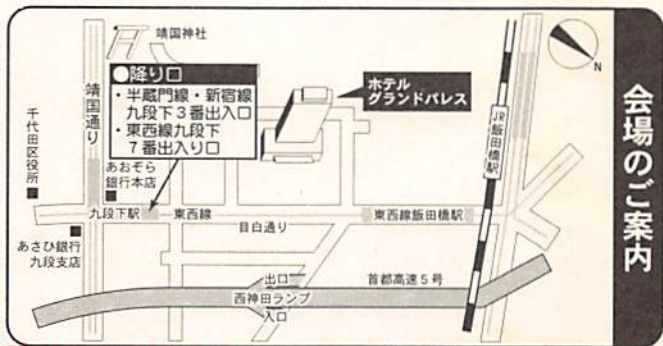 会場のご案内
靖国神社
●降り口
・半蔵門線・新宿線
九段下3番出入口
・東西線九段下
7番出入り口
ホテル
グランドパレス
N
靖国通り
千代田区役所
あおぞら
銀行本店
JR飯田橋駅
九段下駅
東西線
目白通り
東西線飯田橋駅
あさひ銀行
九段支店
出口
西神田ランプ
入口
首都高速5号